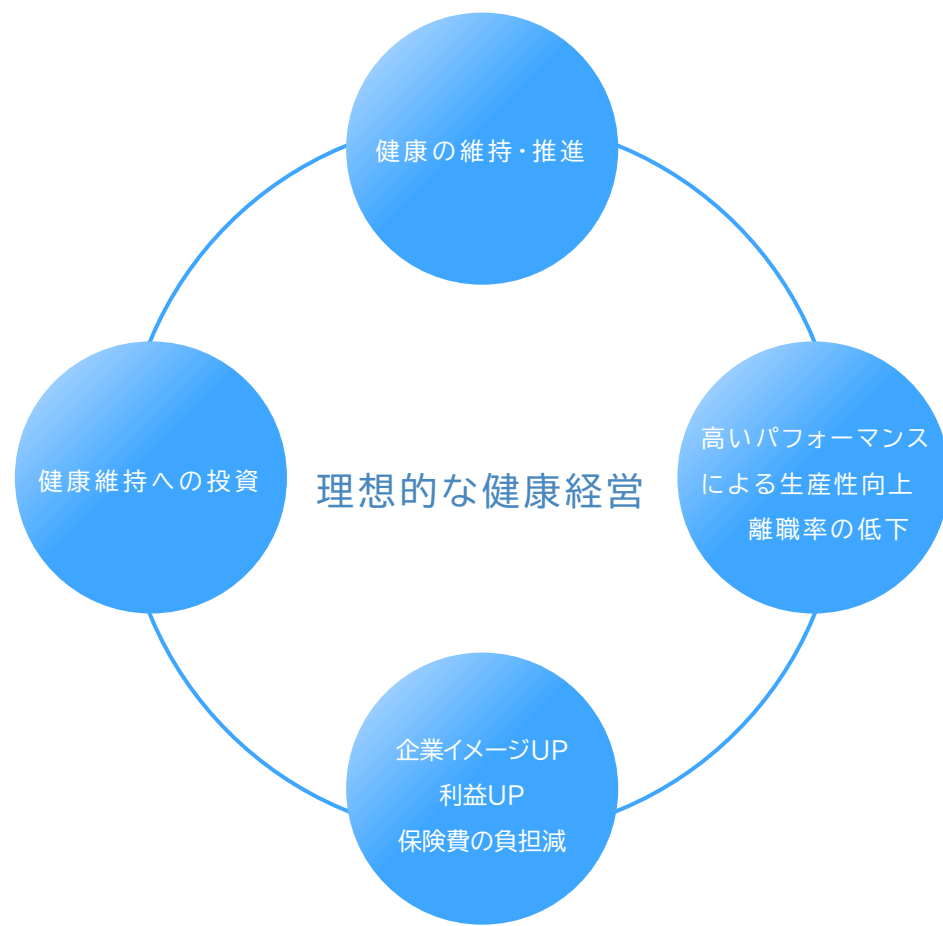 健康の維持・推進
高いパフォーマンス
による生産性向上
離職率の低下
健康維持への投資
理想的な健康経営
企業イメージUP
利益UP
保険費の負担減